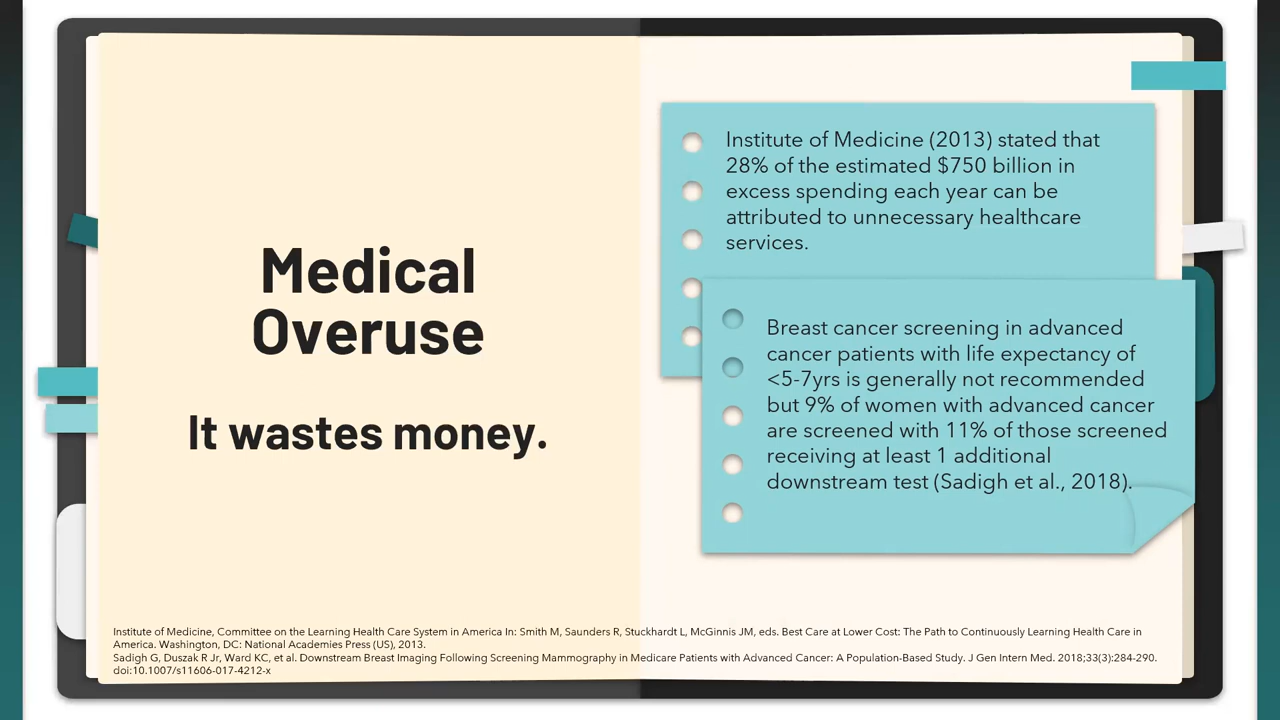 Medical
Overuse
It wastes money.
Institute of Medicine (2013) stated that
28% of the estimated $750 billion in
excess spending each year can be
attributed to unnecessary healthcare
services.
Breast cancer screening in advanced
cancer patients with life expectancy of
<5-7yrs is generally not recommended
but 9% of women with advanced cancer
are screened with 11% of those screened
receiving at least 1 additional
downstream test (Sadigh et al., 2018).
Institute of Medicine, Committee on the Learning Health Care System in America In: Smith M, Saunders R, Stuckhardt L, McGinnis JM, eds. Best Care at Lower Cost: The Path to Continuously Learning Health Care in
America. Washington, DC: National Academies Press (US), 2013.
Sadigh G, Duszak R Jr, Ward KC, et al. Downstream Breast Imaging Following Screening Mammography in Medicare Patients with Advanced Cancer: A Population-Based Study. J Gen Intern Med. 2018;33(3):284-290.
doi:10.1007/s11606-017-4212-x